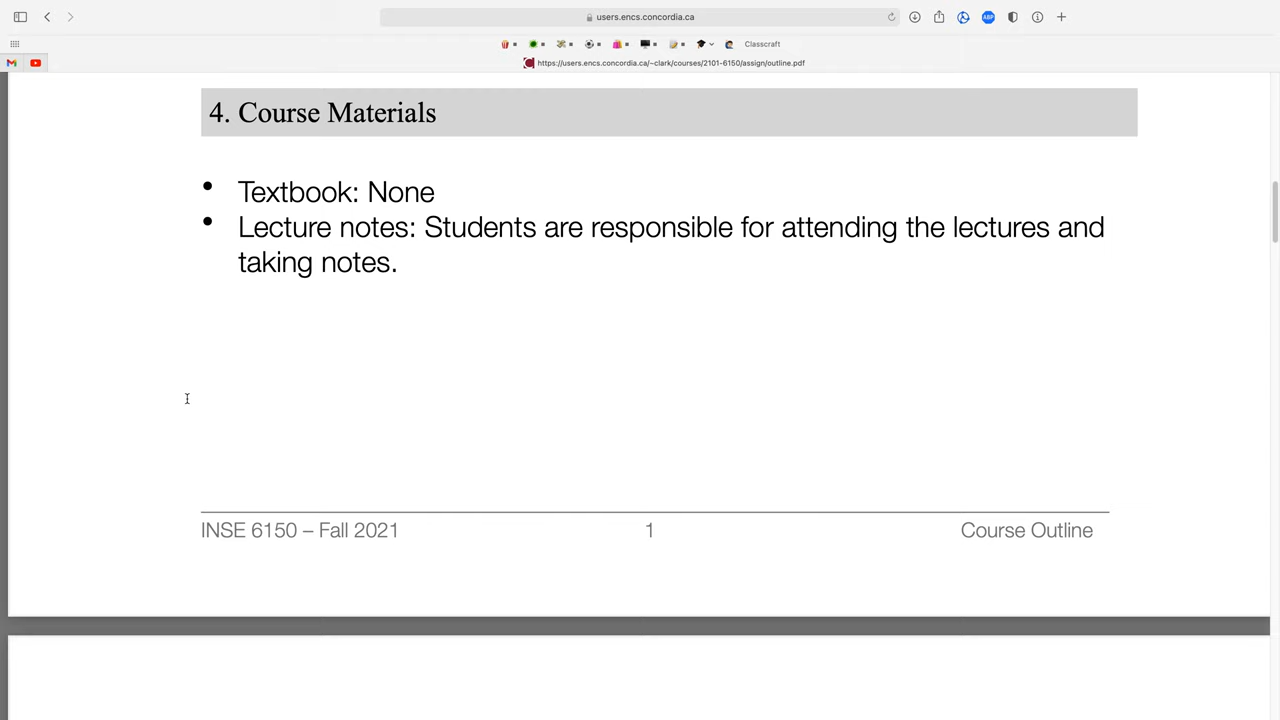 users.encs.concordia.ca
ABP
Classcraft
https://users.encs.concordia.ca/~clark/courses/2101-6150/assign/outline.pdf
4. Course Materials
• Textbook: None
• Lecture notes: Students are responsible for attending the lectures and
taking notes.
INSE 6150 – Fall 2021 1 Course Outline